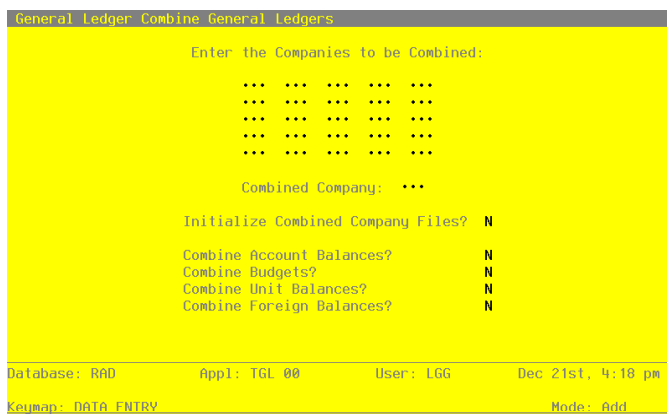 General Ledger Combine General Ledgers
Enter the Companies to be Combined:
... ... ... ... ...
... ... ... ... ...
... ... ... ... ...
... ... ... ... ...
... ... ... ... ...
Combined Company: ...
Initialize Combined Company Files? N
Combine Account Balances? N
Combine Budgets? N
Combine Unit Balances? N
Combine Foreign Balances? N
Database: RAD Appl: TGL 00 User: LGG Dec 21st, 4:18 pm
Keymap: DATA ENTRY Mode: Add